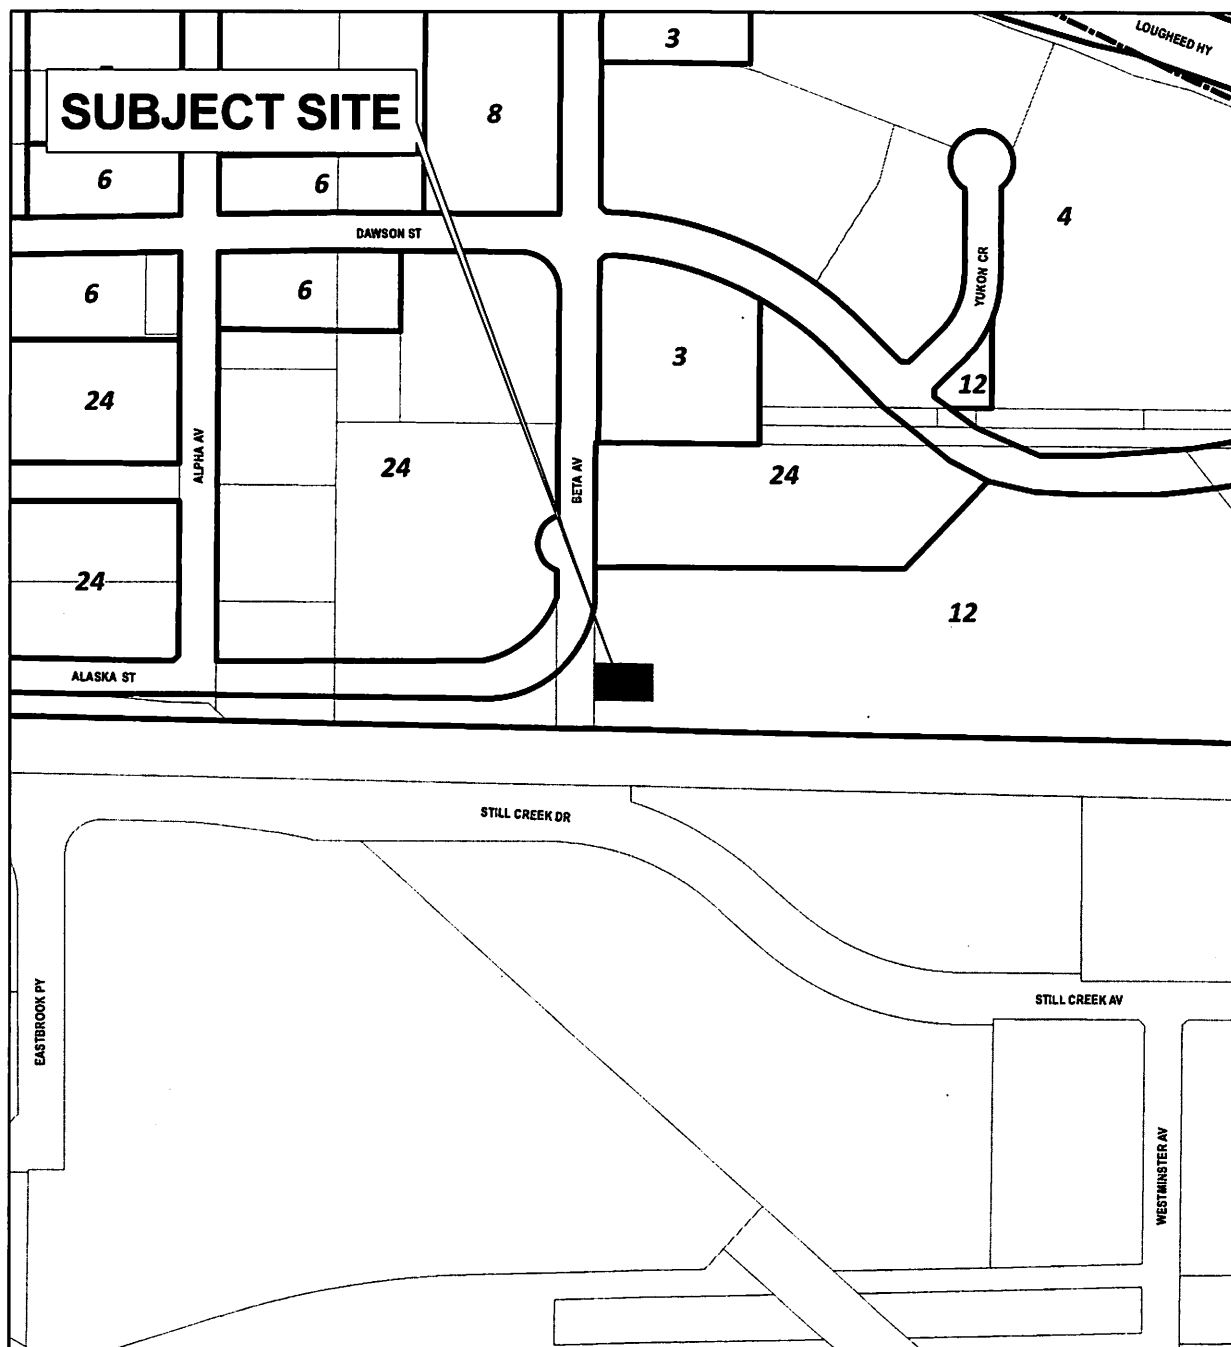 3
LOUGHEED HY
SUBJECT SITE
8
6
6
4
DAWSON ST
YUKON CR
6
6
3
12
24
ALPHA AV
24
BETA AV
24
24
12
ALASKA ST
STILL CREEK DR
EASTBROOK PY
STILL CREEK AV
WESTMINSTER AV